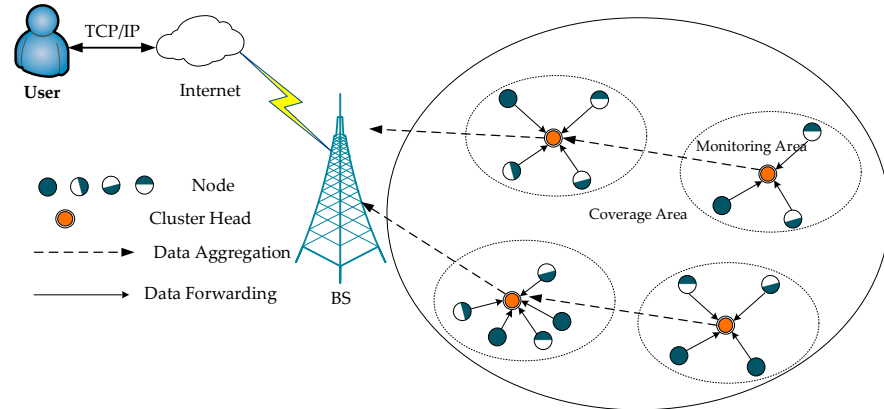 TCP/IP
User
Internet
Monitoring Area
Node
Cluster Head
Coverage Area
Data Aggregation
Data Forwarding
BS